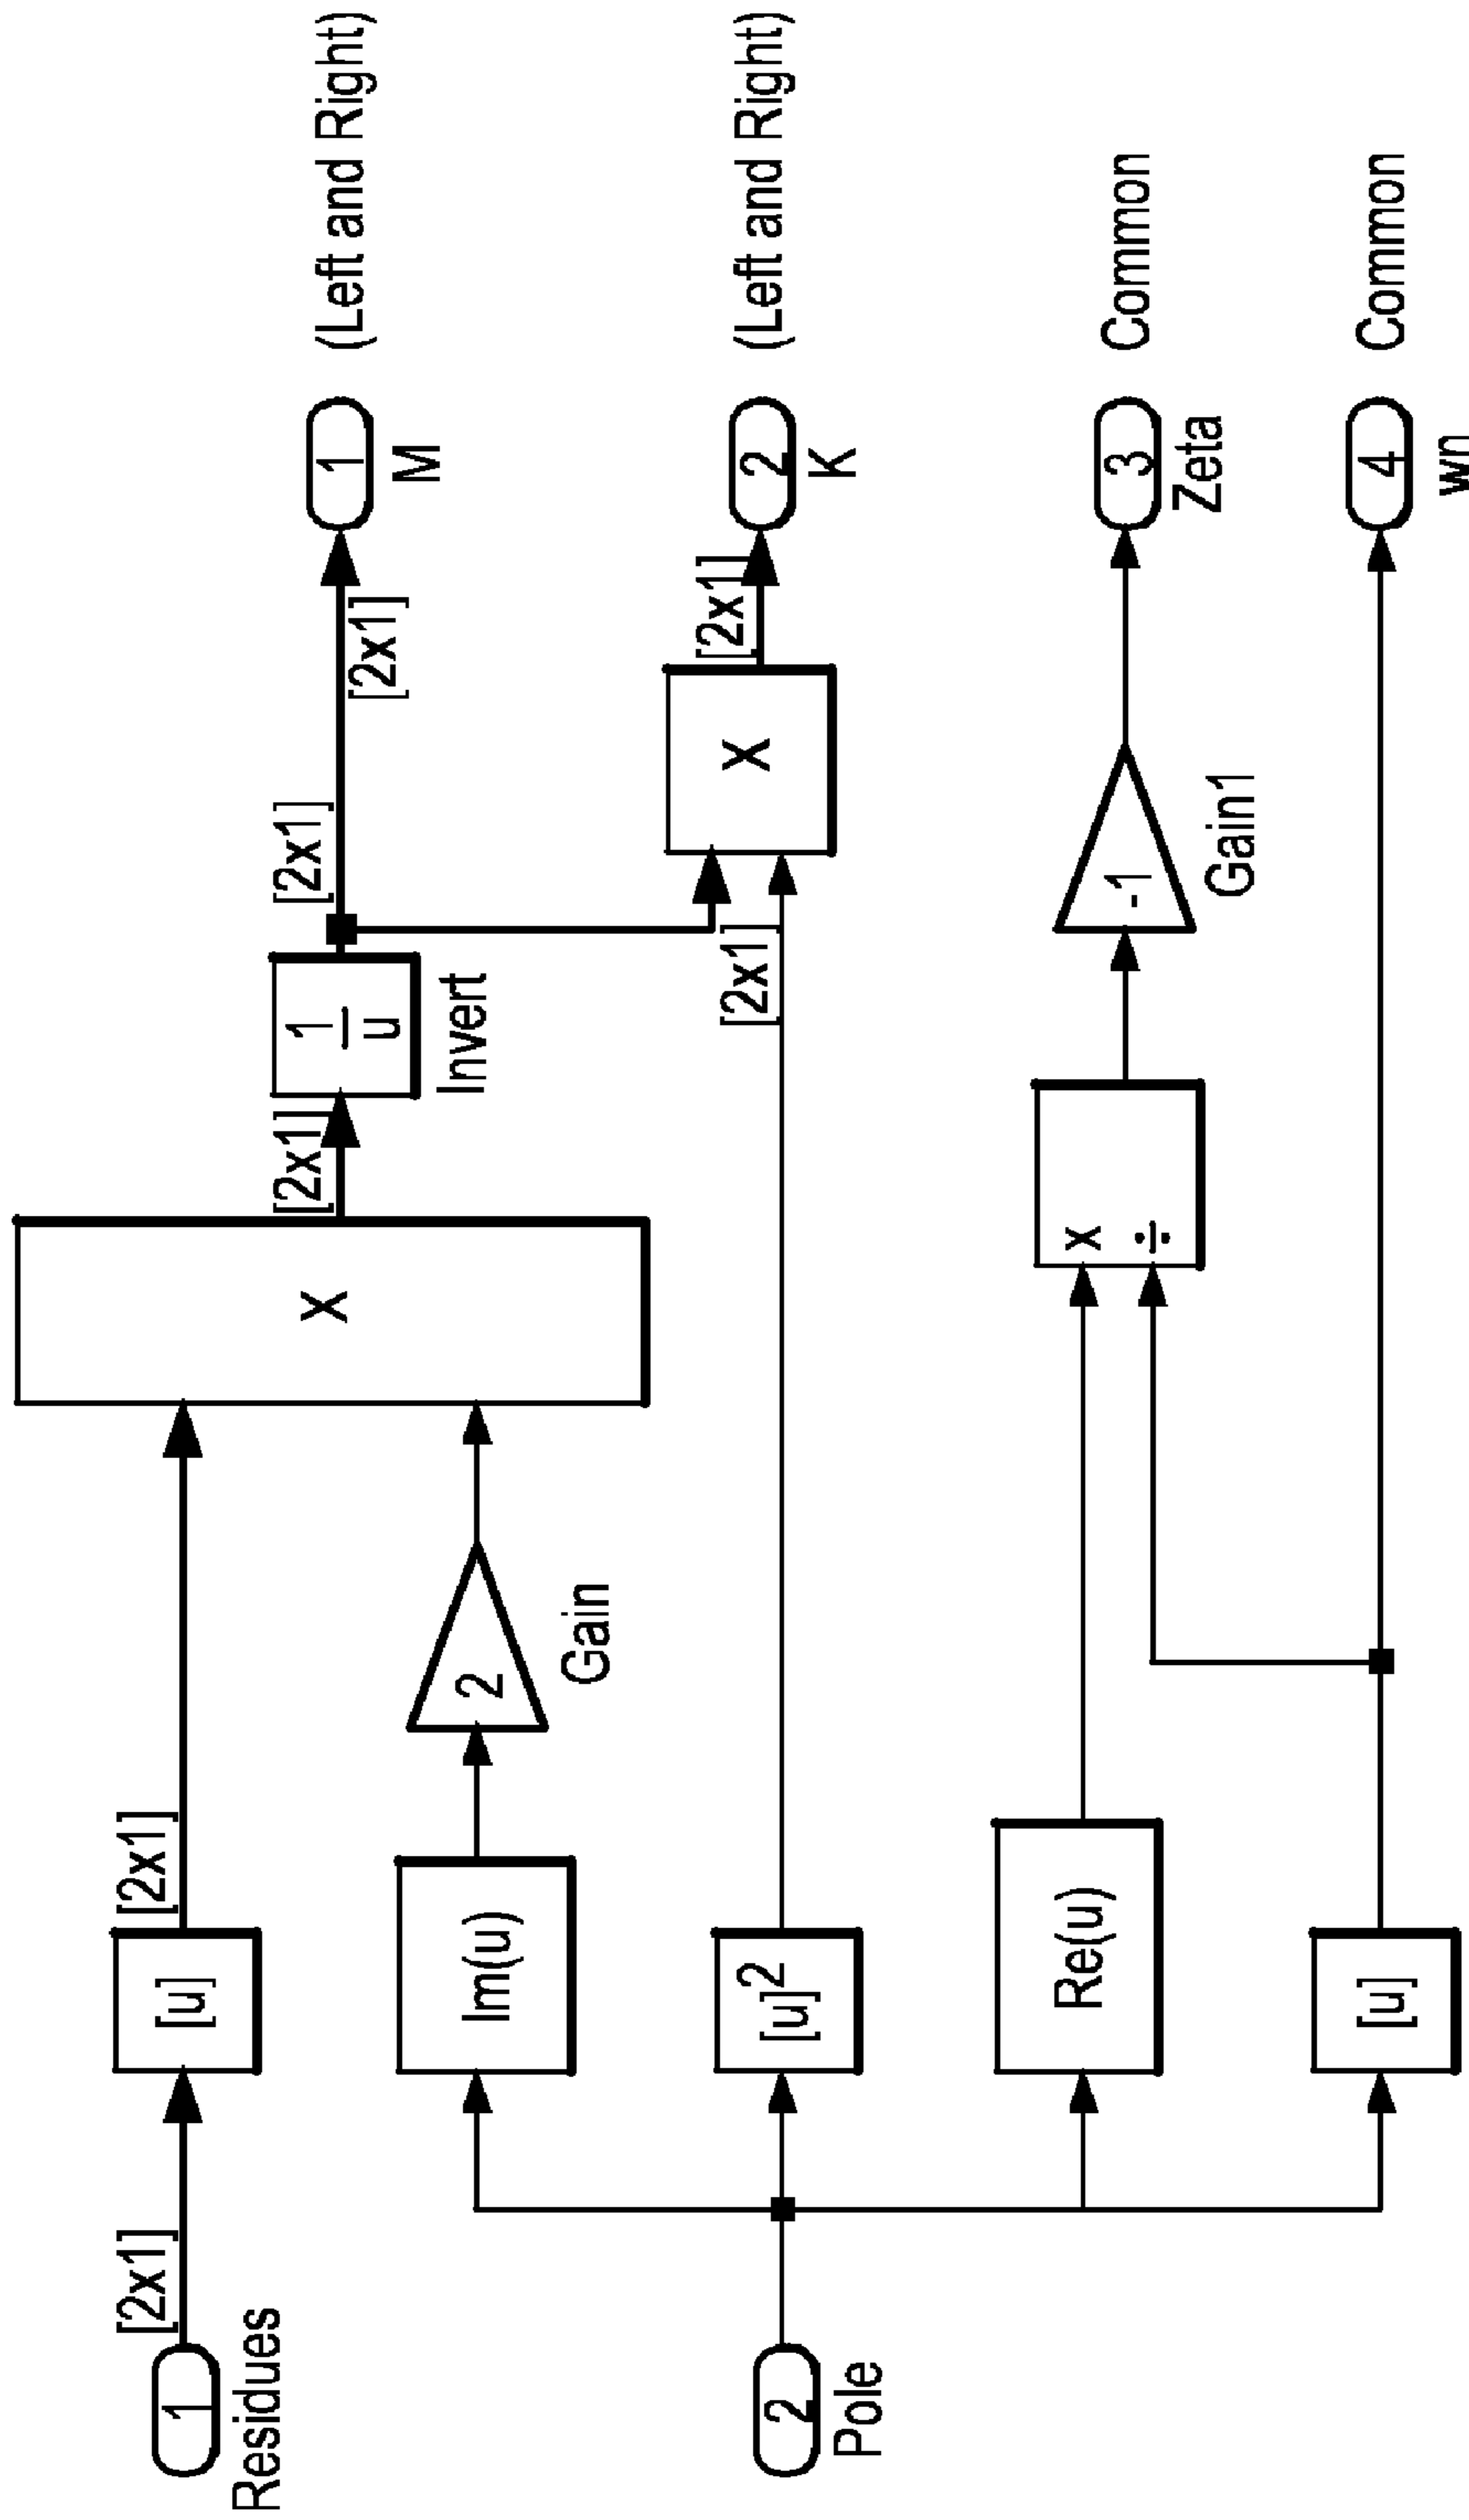 1
Residues
[2x1]
[u]
[2x1]
x
[2x1]
1
u
Invert
[2x1]
[2x1]
1
M
(Left and Right)
Im(u)
2
Gain
2
Pole
[u]2
[2x1]
x
[2x1]
2
K
(Left and Right)
Re(u)
x
÷
-1
Gain1
3
Zeta
Common
[u]
4
wn
Common